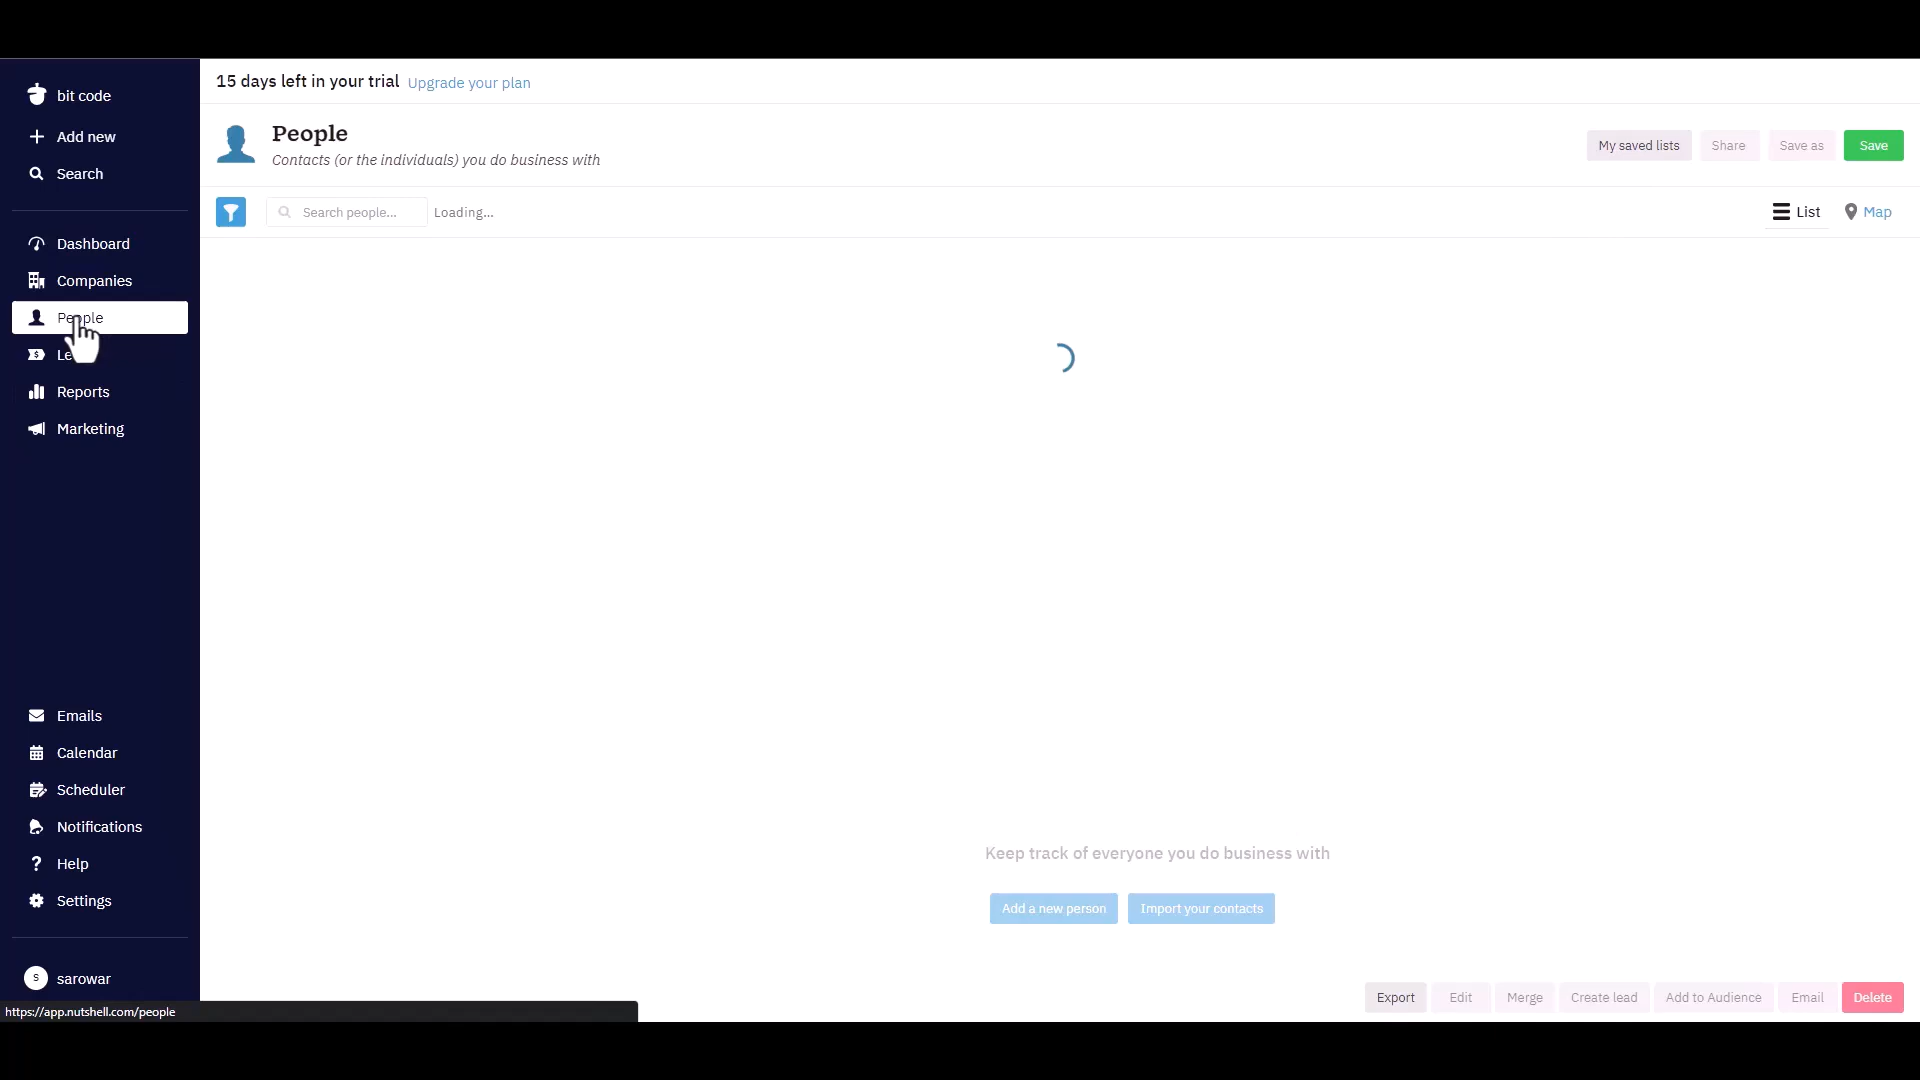 bit code
Add new
Search
Dashboard
Companies
People
Reports
Marketing
Emails
Calendar
Scheduler
Notifications
Help
Settings
S
sarowar
https://app.nutshell.com/people
15 days left in your trial Upgrade your plan
People
Contacts (or the individuals) you do business with
My saved lists Share Save as Save
Search people... Loading...
List Map
Keep track of everyone you do business with
Add a new person Import your contacts
Export Edit Merge Create lead Add to Audience Email Delete